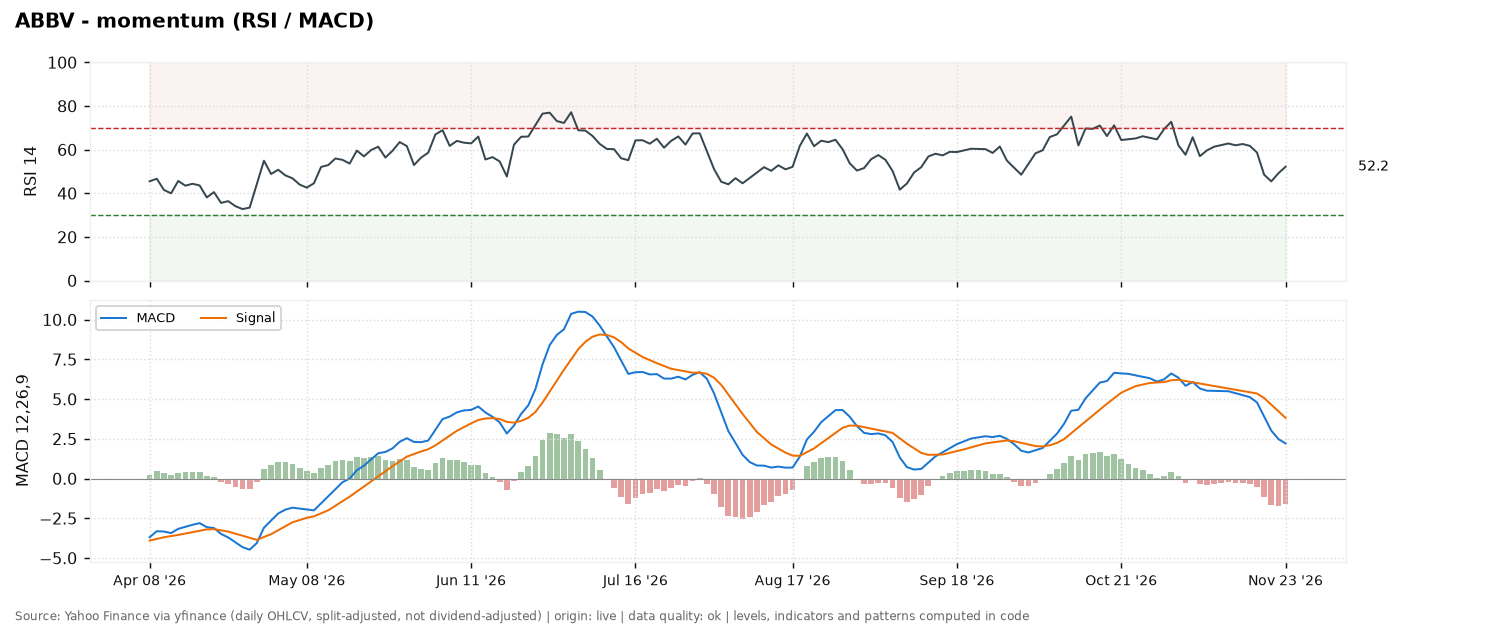 ABBV - momentum (RSI / MACD)
100
80
60
40
20
0
RSI 14
52.2
MACD
Signal
10.0
7.5
5.0
2.5
0.0
−2.5
−5.0
MACD 12,26,9
Apr 08 '26
May 08 '26
Jun 11 '26
Jul 16 '26
Aug 17 '26
Sep 18 '26
Oct 21 '26
Nov 23 '26
Source: Yahoo Finance via yfinance (daily OHLCV, split-adjusted, not dividend-adjusted) | origin: live | data quality: ok | levels, indicators and patterns computed in code